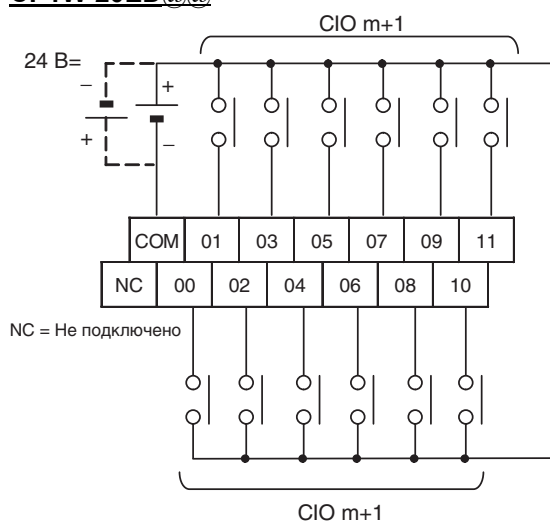 CIO m+1
24 В=
–
+
+
–
COM 01 03 05 07 09 11
NC 00 02 04 06 08 10
NC = Не подключено
CIO m+1